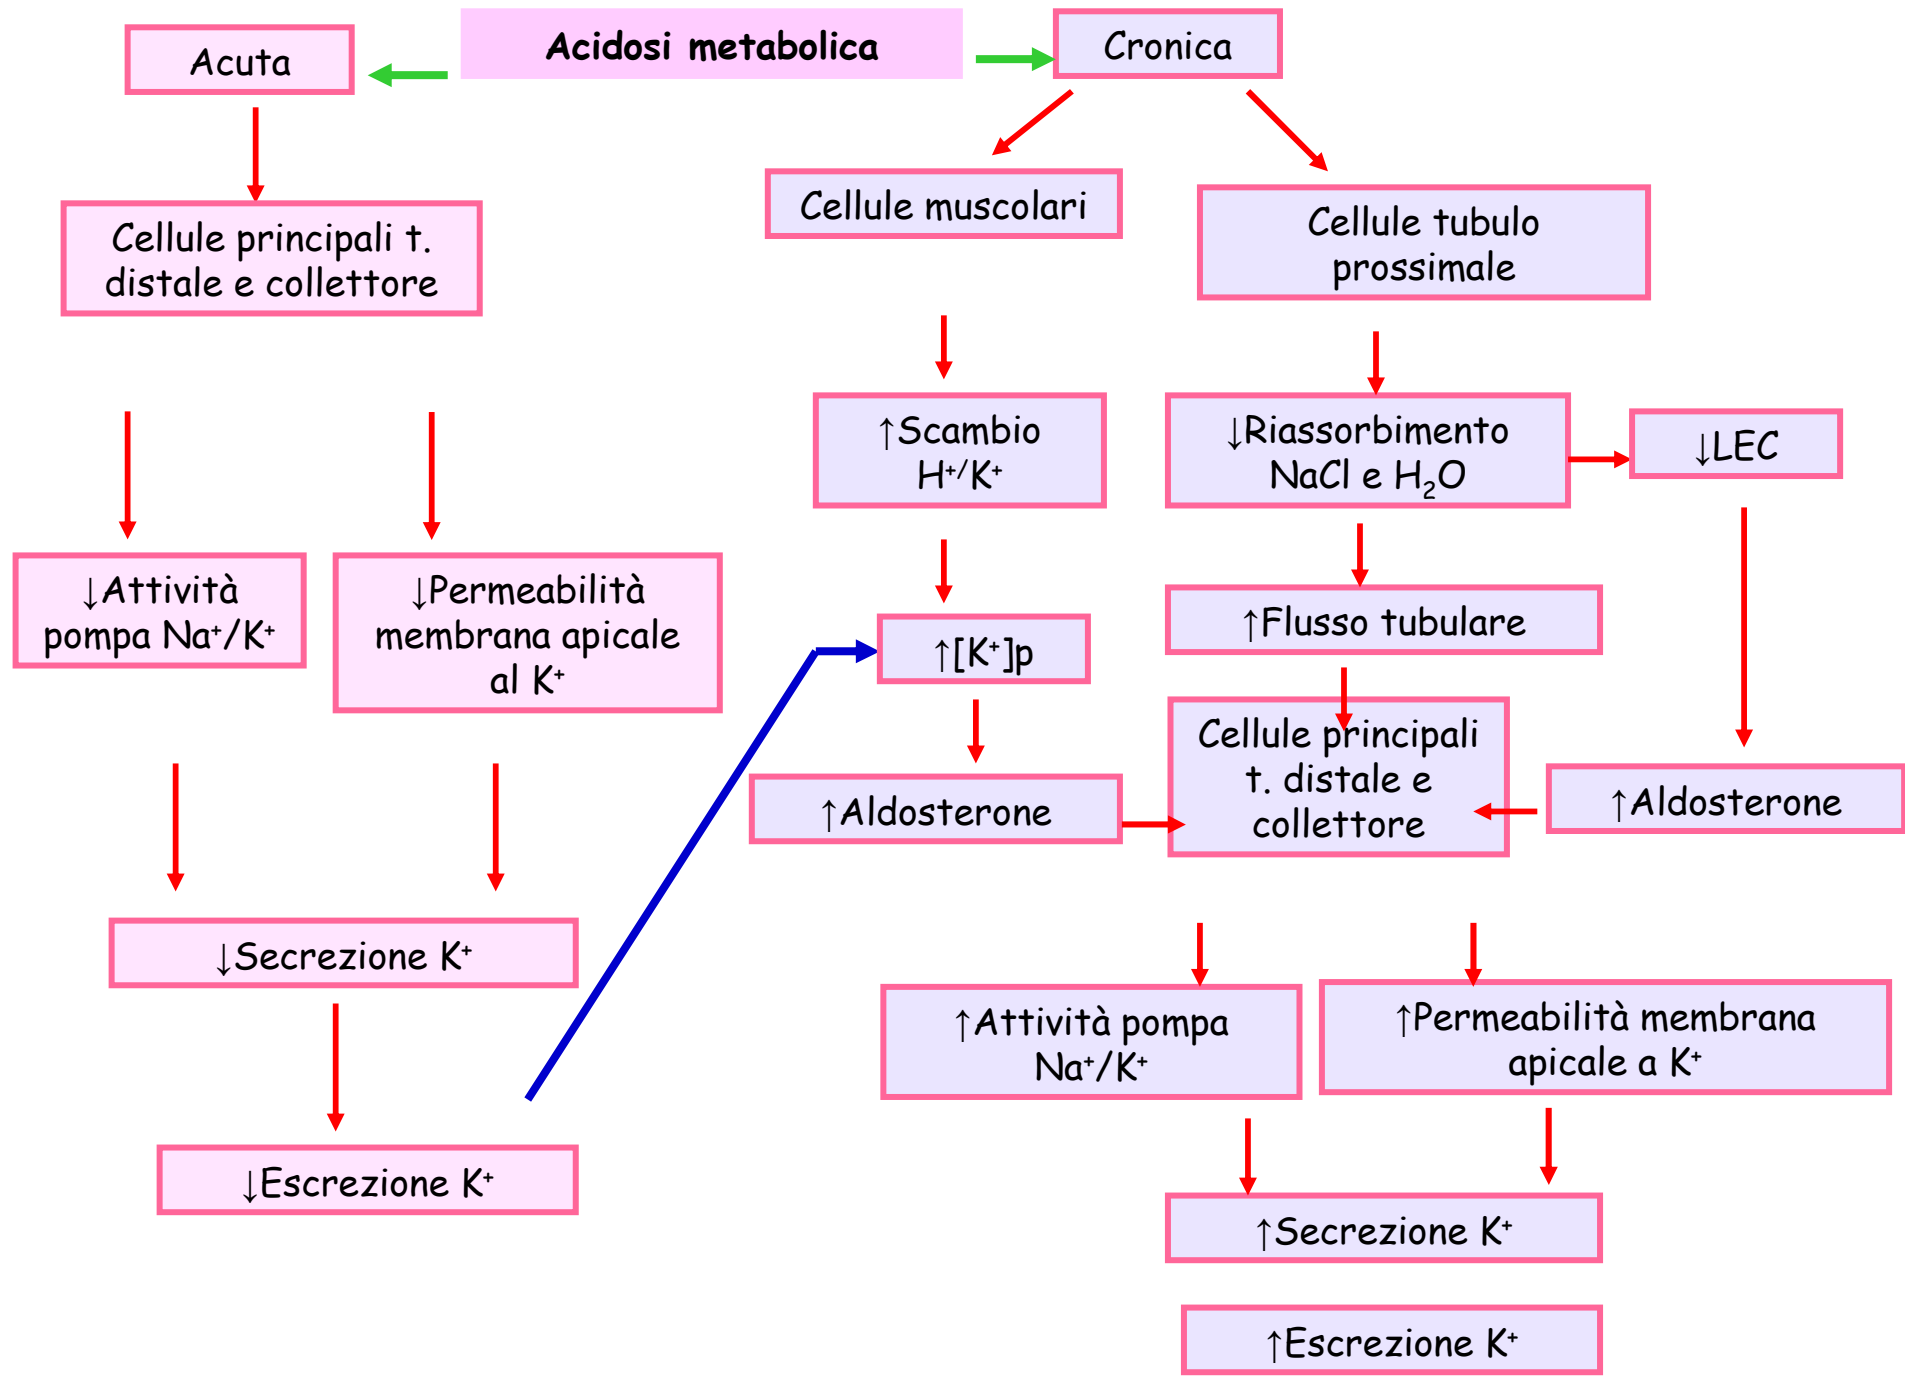 Acidosi metabolica
Acuta
Cellule principali t.
distale e collettore
↓Attività
pompa Na⁺/K⁺
↓Permeabilità
membrana apicale
al K⁺
↓Secrezione K⁺
↓Escrezione K⁺
Cronica
Cellule muscolari
↑Scambio
H⁺/K⁺
↑[K⁺]p
↑Aldosterone
Cellule tubulo
prossimale
↓Riassorbimento
NaCl e H₂O
↓LEC
↑Flusso tubulare
Cellule principali
t. distale e
collettore
↑Aldosterone
↑Attività pompa
Na⁺/K⁺
↑Permeabilità membrana
apicale a K⁺
↑Secrezione K⁺
↑Escrezione K⁺